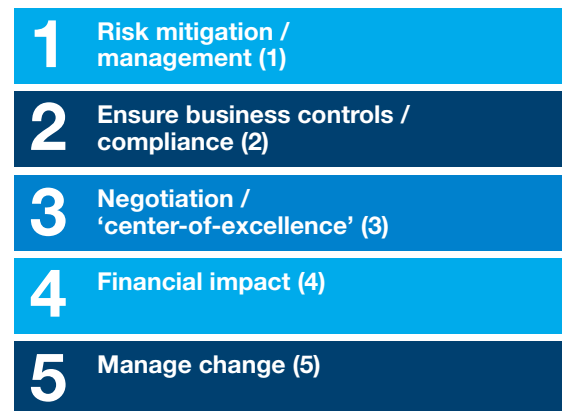 1
Risk mitigation /
management (1)
2
Ensure business controls /
compliance (2)
3
Negotiation /
‘center-of-excellence’ (3)
4
Financial impact (4)
5
Manage change (5)